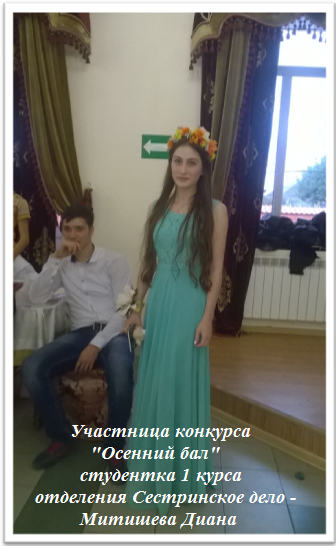 Участница конкурса
"Осенний бал"
студентка 1 курса
отделения Сестринское дело -
Митишева Диана